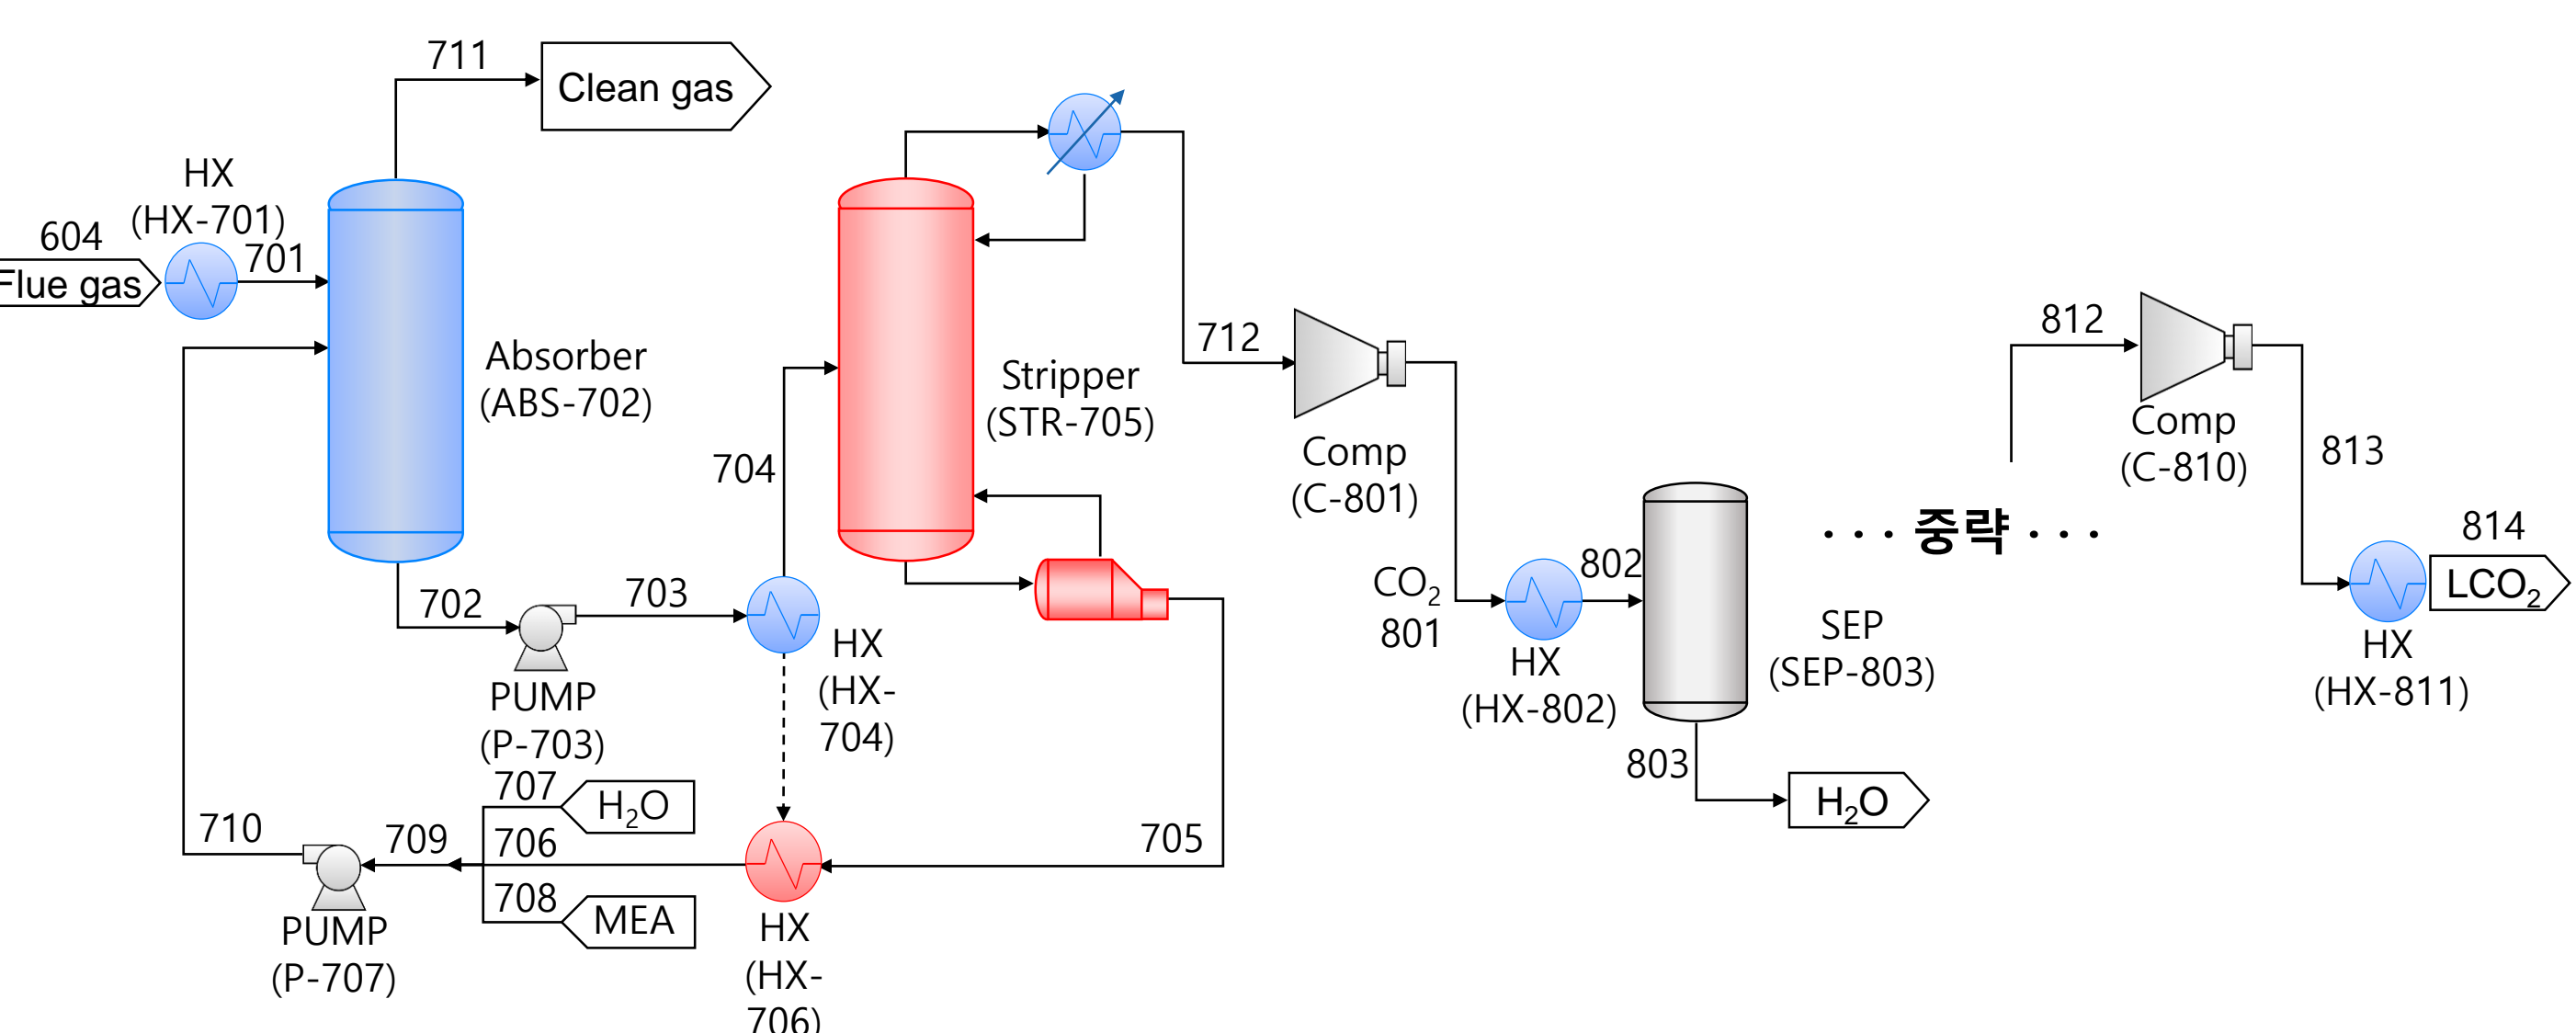 711
Clean gas
HX
(HX-701)
604
701
Flue gas
Absorber
(ABS-702)
Stripper
(STR-705)
704
702
703
PUMP
(P-703)
HX
(HX-
704)
712
Comp
(C-801)
CO2
801
802
HX
(HX-802)
SEP
(SEP-803)
803
H2O
··· 중략 ···
812
Comp
(C-810)
813
814
LCO2
HX
(HX-811)
707
H2O
710
709
706
705
708
MEA
PUMP
(P-707)
HX
(HX-
706)